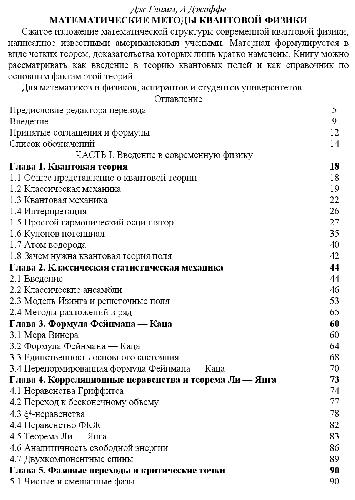 Дж Глимм, А Джаффе
МАТЕМАТИЧЕСКИЕ МЕТОДЫ КВАНТОВОЙ ФИЗИКИ
Сжатое изложение математической структуры современной квантовой физики,
написанное известными американскими учеными. Материал формулируется в
виде четких теорем, доказательства которых лишь кратко намечены. Книгу можно
рассматривать как введение в теорию квантовых полей и как справочник по
основным фактам этой теории
Для математиков и физиков, аспирантов и студентов университетов
Оглавление
Предисловие редактора перевода 5
Введение 9
Принятые соглашения и формулы 12
Список обозначений 14
ЧАСТЬ I. Введение в современную физику
Глава 1. Квантовая теория 18
1.1 Общее представление о квантовой теории 18
1.2 Классическая механика 19
1.3 Квантовая механика 22
1.4 Интерпретация 26
1.5 Простой гармонический осциллятор 27
1.6 Кулонов потенциал 35
1.7 Атом водорода 40
1.8 Зачем нужна квантовая теория поля 42
Глава 2. Классическая статистическая механика 44
2.1 Введение 44
2.2 Классические ансамбли 46
2.3 Модель Изинга и решеточные поля 53
2.4 Методы разложений в ряд 65
Глава 3. Формула Фейнмана — Каца 60
3.1 Мера Винера 60
3.2 Формула Фейнмана — Каца 64
3.3 Единственность основного состояния 68
3.4 Перенормированная формула Фейнмана — Каца 70
Глава 4. Корреляционные неравенства и теорема Ли — Янга 73
4.1 Неравенства Гриффитса 74
4.2 Переход к бесконечному объему 77
4.3 ξ⁴-неравенства 78
4.4 Неравенство ФКЖ 82
4.5 Теорема Ли — Янга 83
4.6 Аналитичность свободной энергии 86
4.7 Двухкомпонентные спины 89
Глава 5. Фазовые переходы и критические точки 90
5.1 Чистые и смешанные фазы 90